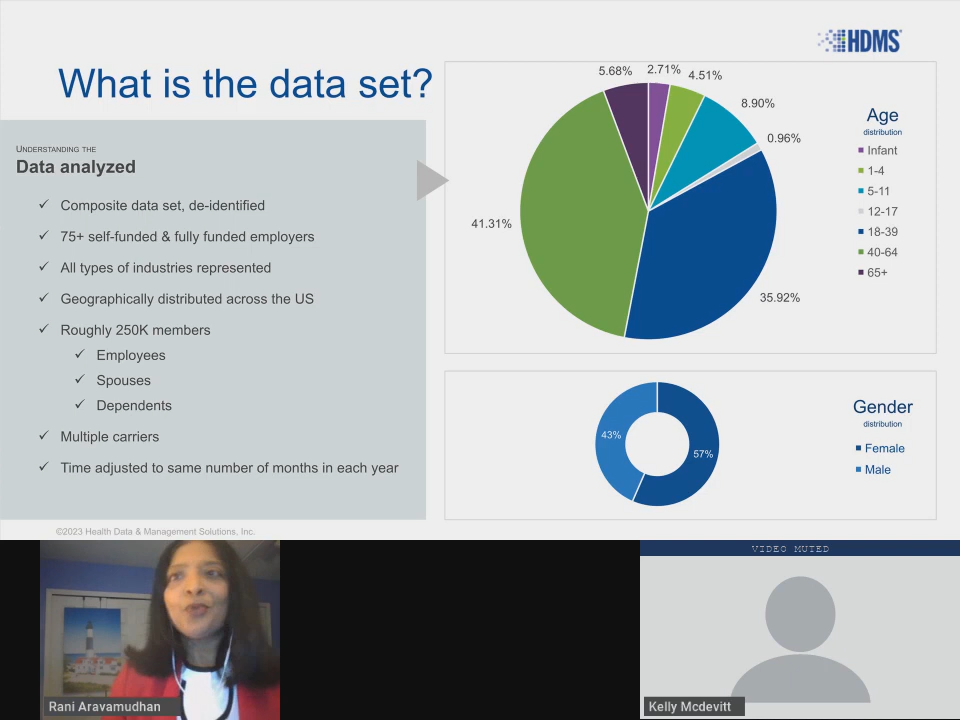 HDMS
What is the data set?
UNDERSTANDING THE
Data analyzed
✓ Composite data set, de-identified
✓ 75+ self-funded & fully funded employers
✓ All types of industries represented
✓ Geographically distributed across the US
✓ Roughly 250K members
✓ Employees
✓ Spouses
✓ Dependents
✓ Multiple carriers
✓ Time adjusted to same number of months in each year
5.68%
2.71%
4.51%
8.90%
0.96%
41.31%
35.92%
Age
distribution
Infant
1-4
5-11
12-17
18-39
40-64
65+
43%
57%
Gender
distribution
Female
Male
©2023 Health Data & Management Solutions, Inc.
VIDEO MUTED
Rani Aravamudhan
Kelly Mcdevitt